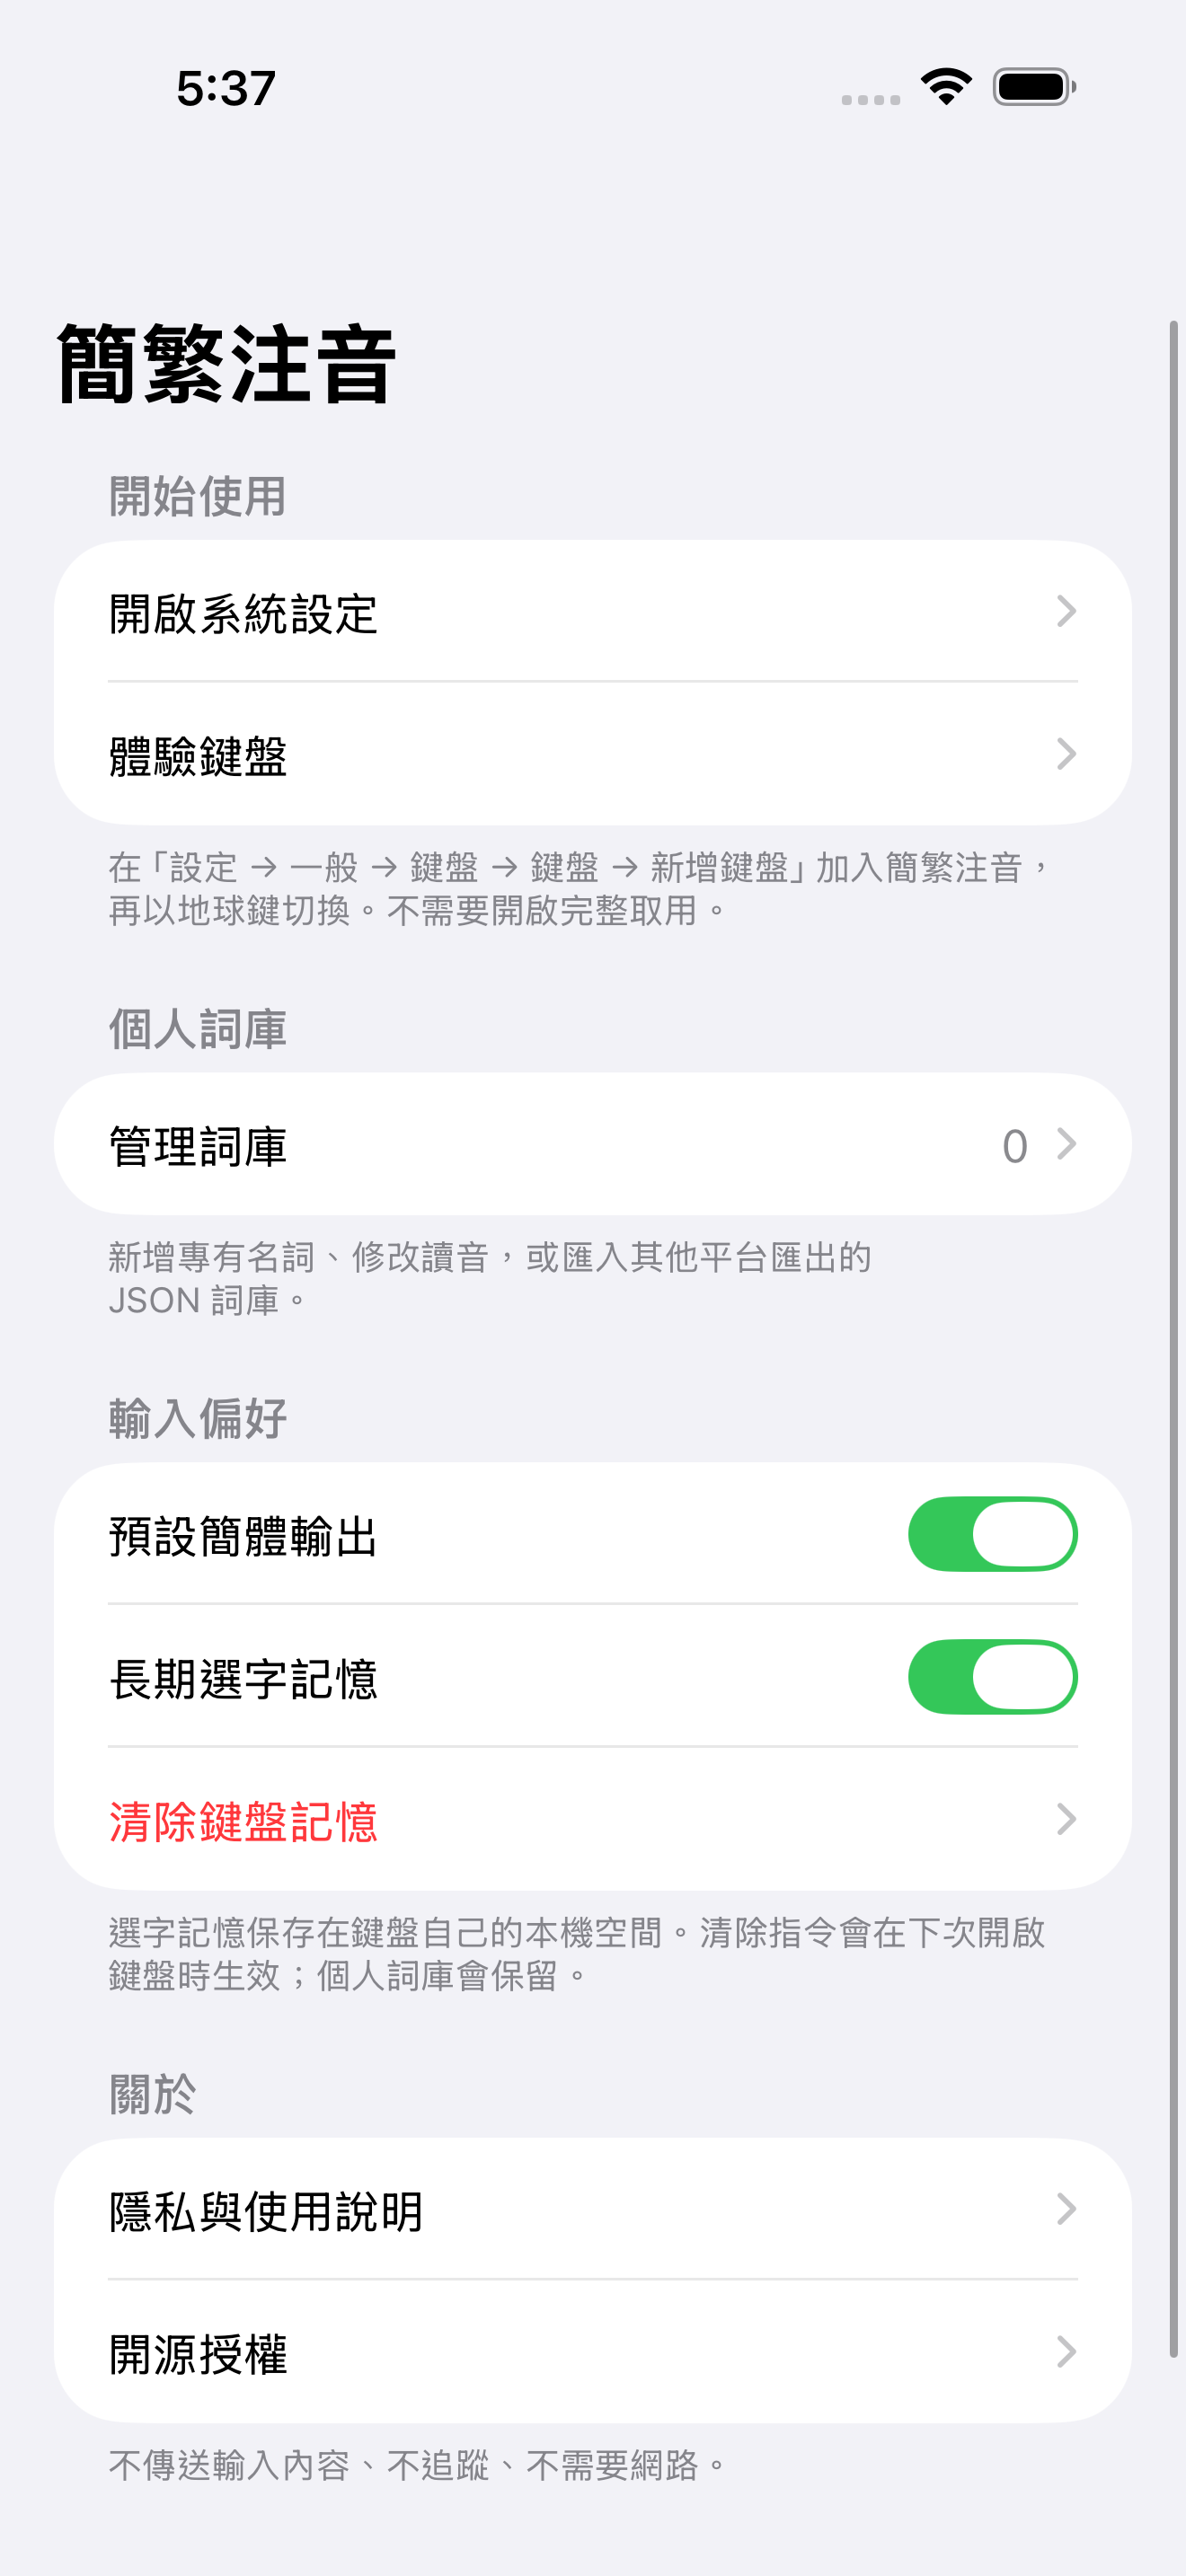 5:37
簡繁注音
開始使用
開啟系統設定
體驗鍵盤
在「設定 → 一般 → 鍵盤 → 鍵盤 → 新增鍵盤」加入簡繁注音，
再以地球鍵切換。不需要開啟完整取用。
個人詞庫
管理詞庫 0
新增專有名詞、修改讀音，或匯入其他平台匯出的
JSON 詞庫。
輸入偏好
預設簡體輸出
長期選字記憶
清除鍵盤記憶
選字記憶保存在鍵盤自己的本機空間。清除指令會在下次開啟
鍵盤時生效；個人詞庫會保留。
關於
隱私與使用說明
開源授權
不傳送輸入內容、不追蹤、不需要網路。